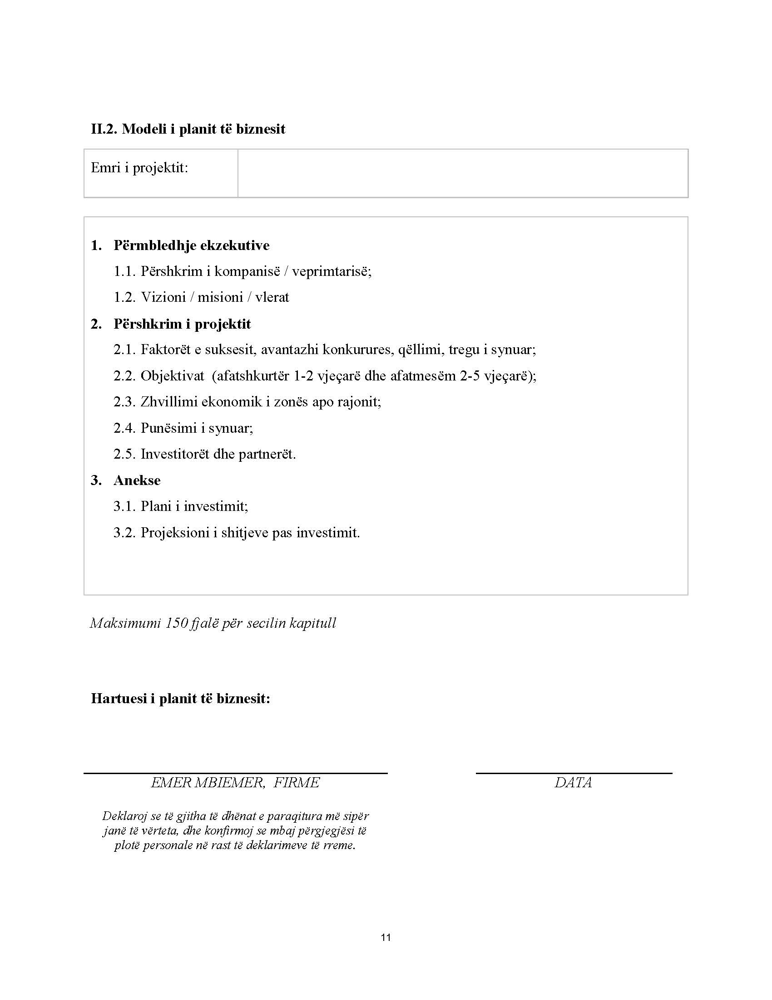 II.2. Modeli i planit të biznesit
Emri i projektit:
1. Përmbledhje ekzekutive
1.1. Përshkrim i kompanisë / veprimtarisë;
1.2. Vizioni / misioni / vlerat
2. Përshkrim i projektit
2.1. Faktorët e suksesit, avantazhi konkurures, qëllimi, tregu i synuar;
2.2. Objektivat (afatshkurtër 1-2 vjeçarë dhe afatmesëm 2-5 vjeçarë);
2.3. Zhvillimi ekonomik i zonës apo rajonit;
2.4. Punësimi i synuar;
2.5. Investitorët dhe partnerët.
3. Anekse
3.1. Plani i investimit;
3.2. Projeksioni i shitjeve pas investimit.
Maksimumi 150 fjalë për secilin kapitull
Hartuesi i planit të biznesit:
EMER MBIEMER, FIRME
DATA
Deklaroj se të gjitha të dhënat e paraqitura më sipër
janë të vërteta, dhe konfirmoj se mbaj përgjegjësi të
plotë personale në rast të deklarimeve të rreme.
11